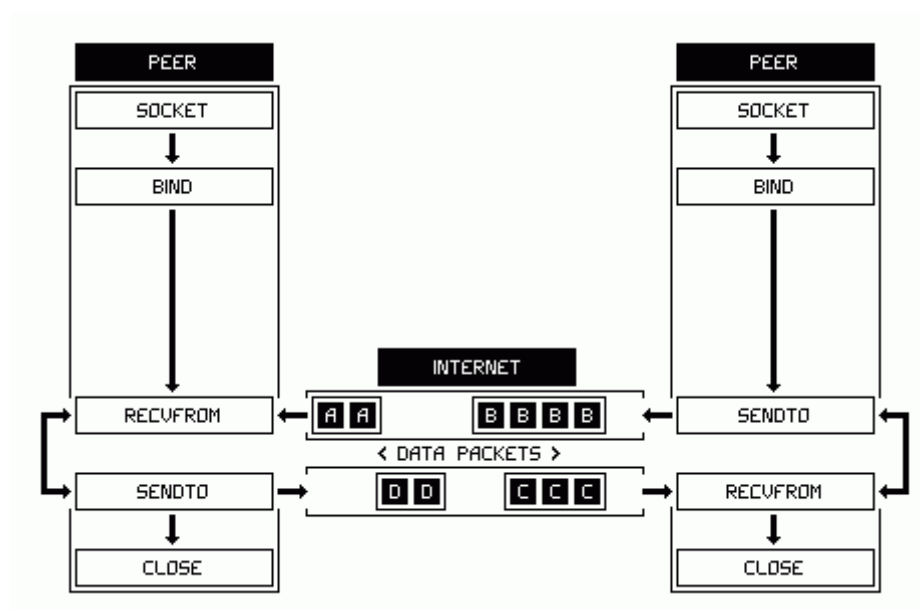 PEER
PEER
SOCKET
SOCKET
BIND
BIND
INTERNET
RECVFROM
A A
B B B B
SENDTO
< DATA PACKETS >
SENDTO
D D
C C C
RECVFROM
CLOSE
CLOSE